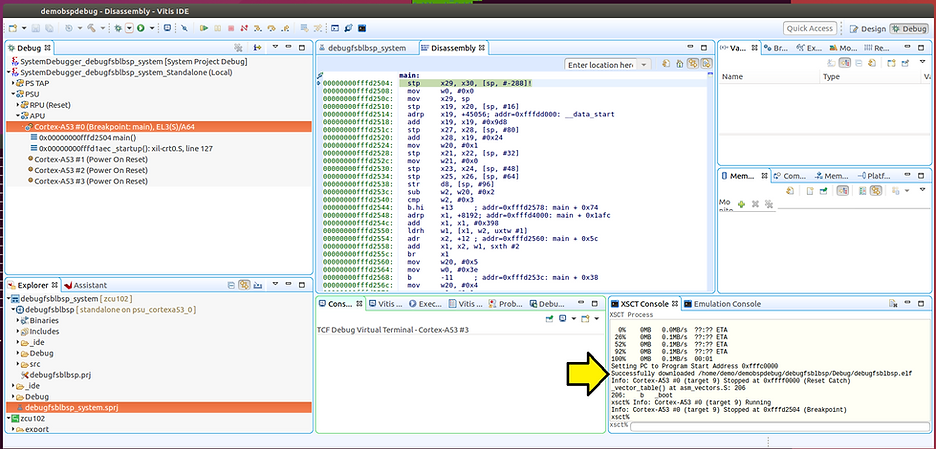 demobspdebug - Disassembly - Vitis IDE
Quick Access
Design
Debug
Debug
SystemDebugger_debugfsblbsp_system [System Project Debug]
SystemDebugger_debugfsblbsp_system_Standalone (Local)
PS TAP
PSU
RPU (Reset)
APU
Cortex-A53 #0 (Breakpoint: main), EL3(S)/A64
0x00000000fffd2504 main()
0x00000000fffd1aec _startup(): xil-crt0.S, line 127
Cortex-A53 #1 (Power On Reset)
Cortex-A53 #2 (Power On Reset)
Cortex-A53 #3 (Power On Reset)
debugfsblbsp_system
Disassembly
Enter location here
main:
00000000fffd2504: stp x29, x30, [sp, #-288]!
00000000fffd2508: mov w0, #0x0
00000000fffd250c: mov x29, sp
00000000fffd2510: stp x19, x20, [sp, #16]
00000000fffd2514: adrp x19, +45056; addr=0xfffdd000: __data_start
00000000fffd2518: add x19, x19, #0x9d8
00000000fffd251c: stp x27, x28, [sp, #80]
00000000fffd2520: add x28, x19, #0x24
00000000fffd2524: mov w20, #0x1
00000000fffd2528: stp x21, x22, [sp, #32]
00000000fffd252c: mov w21, #0x0
00000000fffd2530: stp x23, x24, [sp, #48]
00000000fffd2534: stp x25, x26, [sp, #64]
00000000fffd2538: str d8, [sp, #96]
00000000fffd253c: sub w2, w20, #0x2
00000000fffd2540: cmp w2, #0x3
00000000fffd2544: b.hi +13 ; addr=0xfffd2578: main + 0x74
00000000fffd2548: adrp x1, +8192; addr=0xfffd4000: main + 0x1afc
00000000fffd254c: add x1, x1, #0x398
00000000fffd2550: ldrh w1, [x1, w2, uxtw #1]
00000000fffd2554: adr x2, +12 ; addr=0xfffd2560: main + 0x5c
00000000fffd2558: add x1, x2, w1, sxth #2
00000000fffd255c: br x1
00000000fffd2560: mov w20, #0x5
00000000fffd2564: mov w0, #0x3e
00000000fffd2568: b -11 ; addr=0xfffd253c: main + 0x38
00000000fffd256c: mov w20, #0x4
Va...
Br...
Ex...
Mo...
Re...
Name
Type
Va
Mem...
Com...
Mem...
Platf...
Mo
nito
Explorer
Assistant
debugfsblbsp_system [ zcu102 ]
debugfsblbsp [ standalone on psu_cortexa53_0 ]
Binaries
Includes
_ide
Debug
src
debugfsblbsp.prj
_ide
Debug
debugfsblbsp_system.sprj
zcu102
export
Cons...
Vitis ...
Exec...
Vitis ...
Prob...
Debu...
TCF Debug Virtual Terminal - Cortex-A53 #3
XSCT Console
Emulation Console
XSCT Process
0% 0MB 0.0MB/s ??:?? ETA
26% 0MB 0.1MB/s ??:?? ETA
52% 0MB 0.1MB/s ??:?? ETA
92% 0MB 0.1MB/s ??:?? ETA
100% 0MB 0.1MB/s 00:01
Setting PC to Program Start Address 0xfffc0000
Successfully downloaded /home/demo/demobspdebug/debugfsblbsp/Debug/debugfsblbsp.elf
Info: Cortex-A53 #0 (target 9) Stopped at 0xffff0000 (Reset Catch)
_vector_table() at asm_vectors.S: 206
206: b _boot
xsct% Info: Cortex-A53 #0 (target 9) Running
Info: Cortex-A53 #0 (target 9) Stopped at 0xfffd2504 (Breakpoint)
xsct%
xsct%